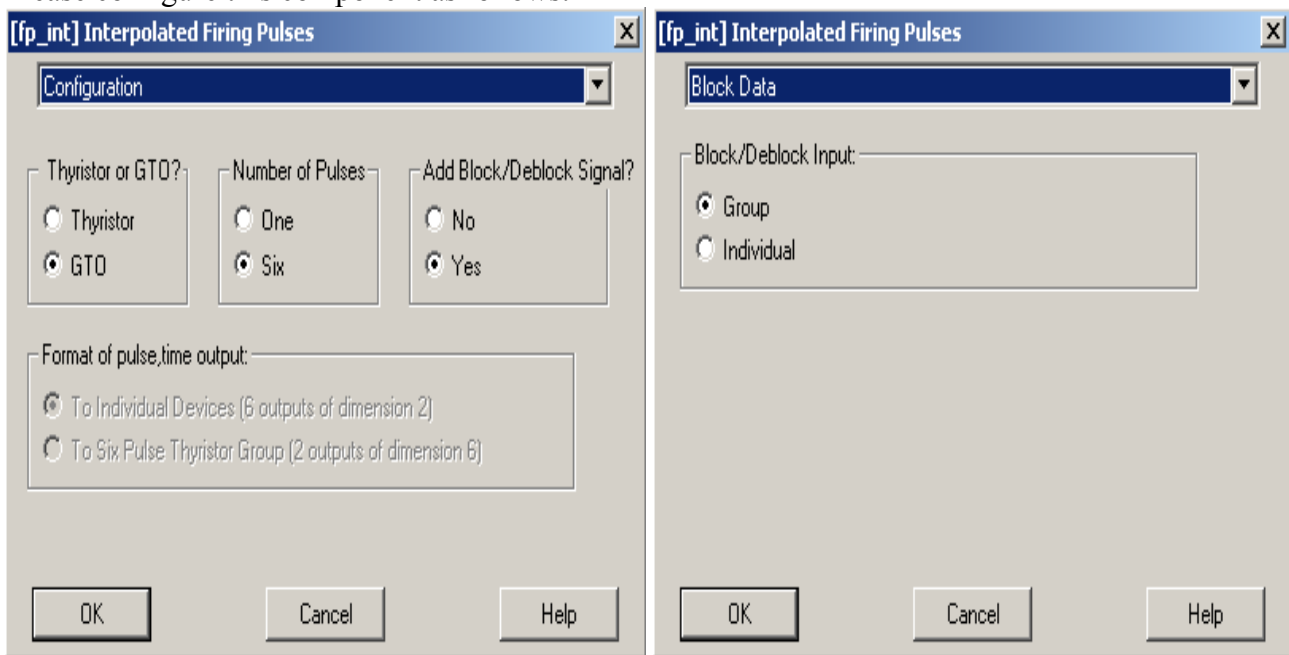 [fp_int] Interpolated Firing Pulses
Configuration
Thyristor or GTO?
Thyristor
GTO
Number of Pulses
One
Six
Add Block/Deblock Signal?
No
Yes
Format of pulse,time output:
To Individual Devices (6 outputs of dimension 2)
To Six Pulse Thyristor Group (2 outputs of dimension 6)
OK
Cancel
Help
[fp_int] Interpolated Firing Pulses
Block Data
Block/Deblock Input:
Group
Individual
OK
Cancel
Help